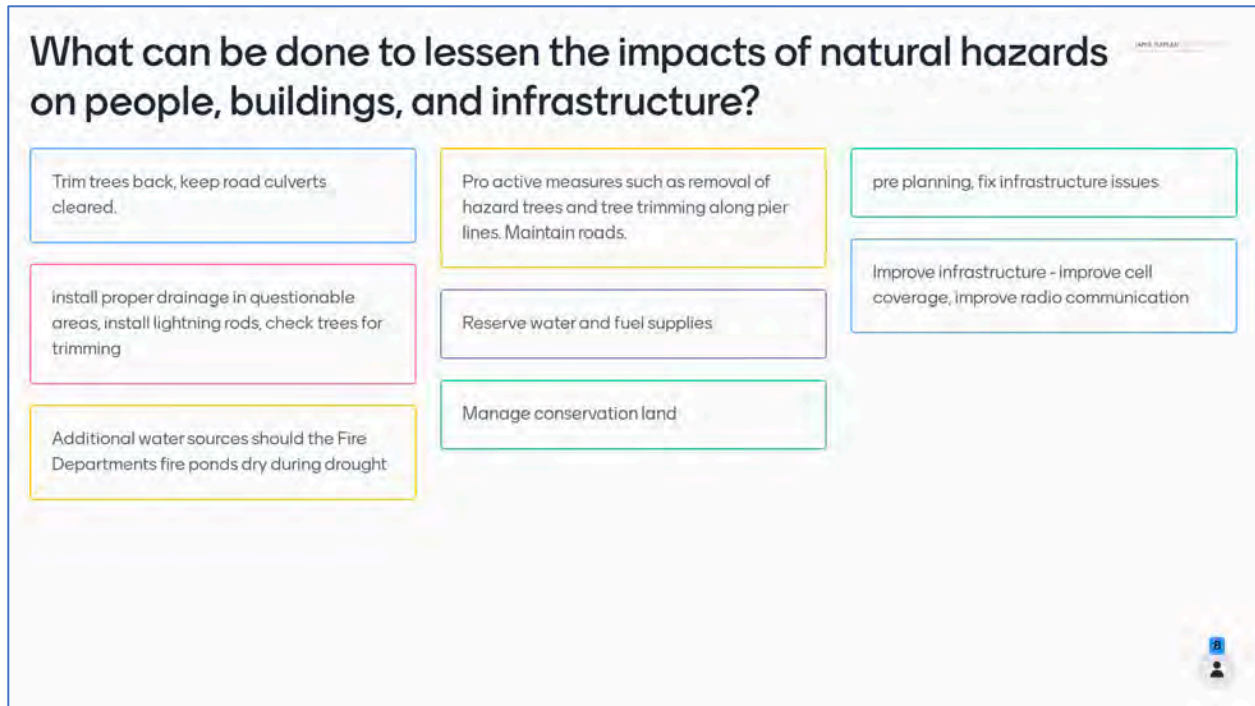 What can be done to lessen the impacts of natural hazards
on people, buildings, and infrastructure?
Trim trees back, keep road culverts
cleared.
install proper drainage in questionable
areas, install lightning rods, check trees for
trimming
Additional water sources should the Fire
Departments fire ponds dry during drought
Pro active measures such as removal of
hazard trees and tree trimming along pier
lines. Maintain roads.
Reserve water and fuel supplies
Manage conservation land
pre planning, fix infrastructure issues
Improve infrastructure - improve cell
coverage, improve radio communication
8